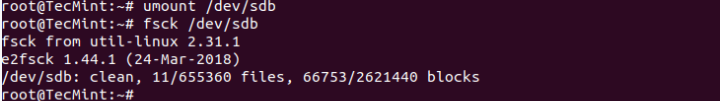 root@TecMint:~# umount /dev/sdb
root@TecMint:~# fsck /dev/sdb
fsck from util-linux 2.31.1
e2fsck 1.44.1 (24-Mar-2018)
/dev/sdb: clean, 11/655360 files, 66753/2621440 blocks
root@TecMint:~#